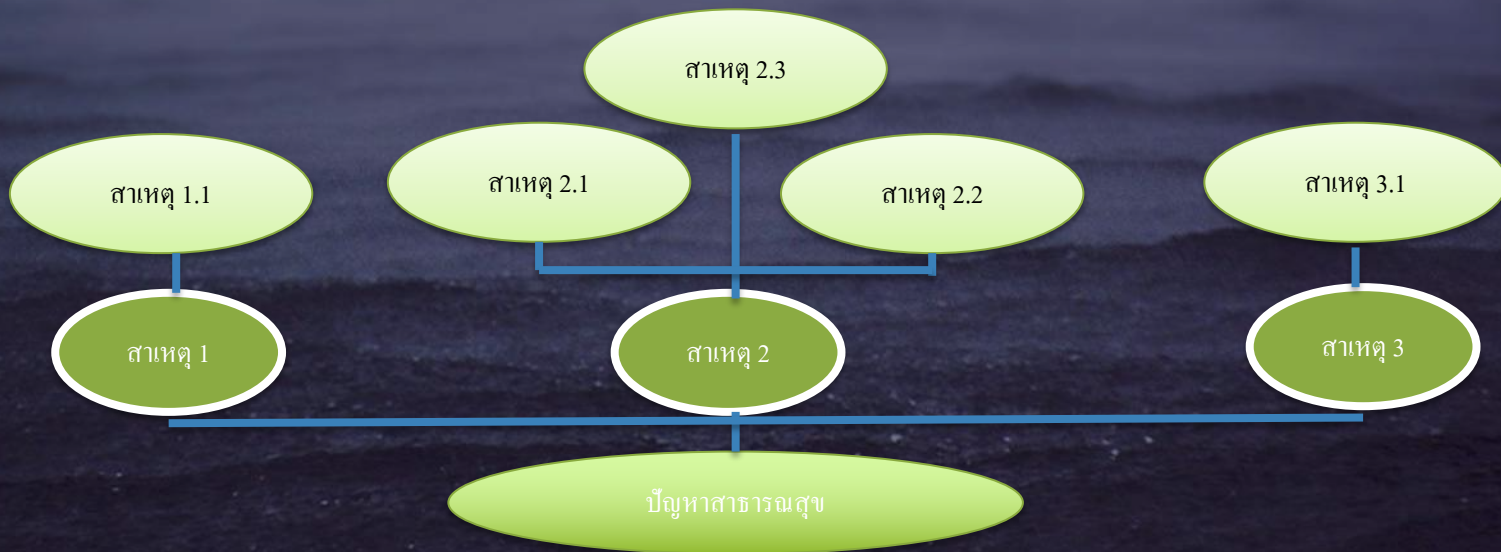 สาเหตุ 2.3
สาเหตุ 1.1
สาเหตุ 2.1
สาเหตุ 2.2
สาเหตุ 3.1
สาเหตุ 1
สาเหตุ 2
สาเหตุ 3
ปัญหาสาธารณสุข